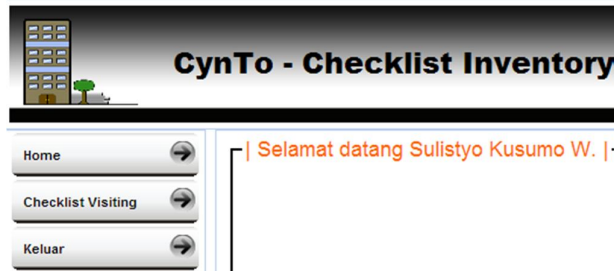 CynTo - Checklist Inventory
Home
Checklist Visiting
Keluar
| Selamat datang Sulistyo Kusumo W. |